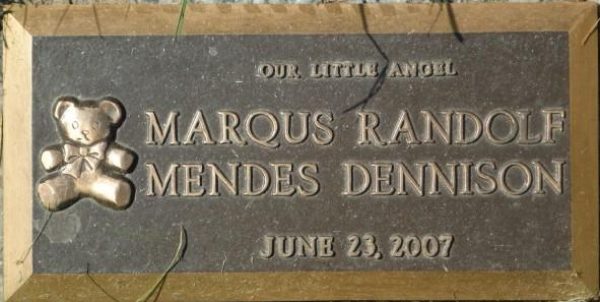 OUR LITTLE ANGEL
MARQUS RANDOLF
MENDES DENNISON
JUNE 23, 2007